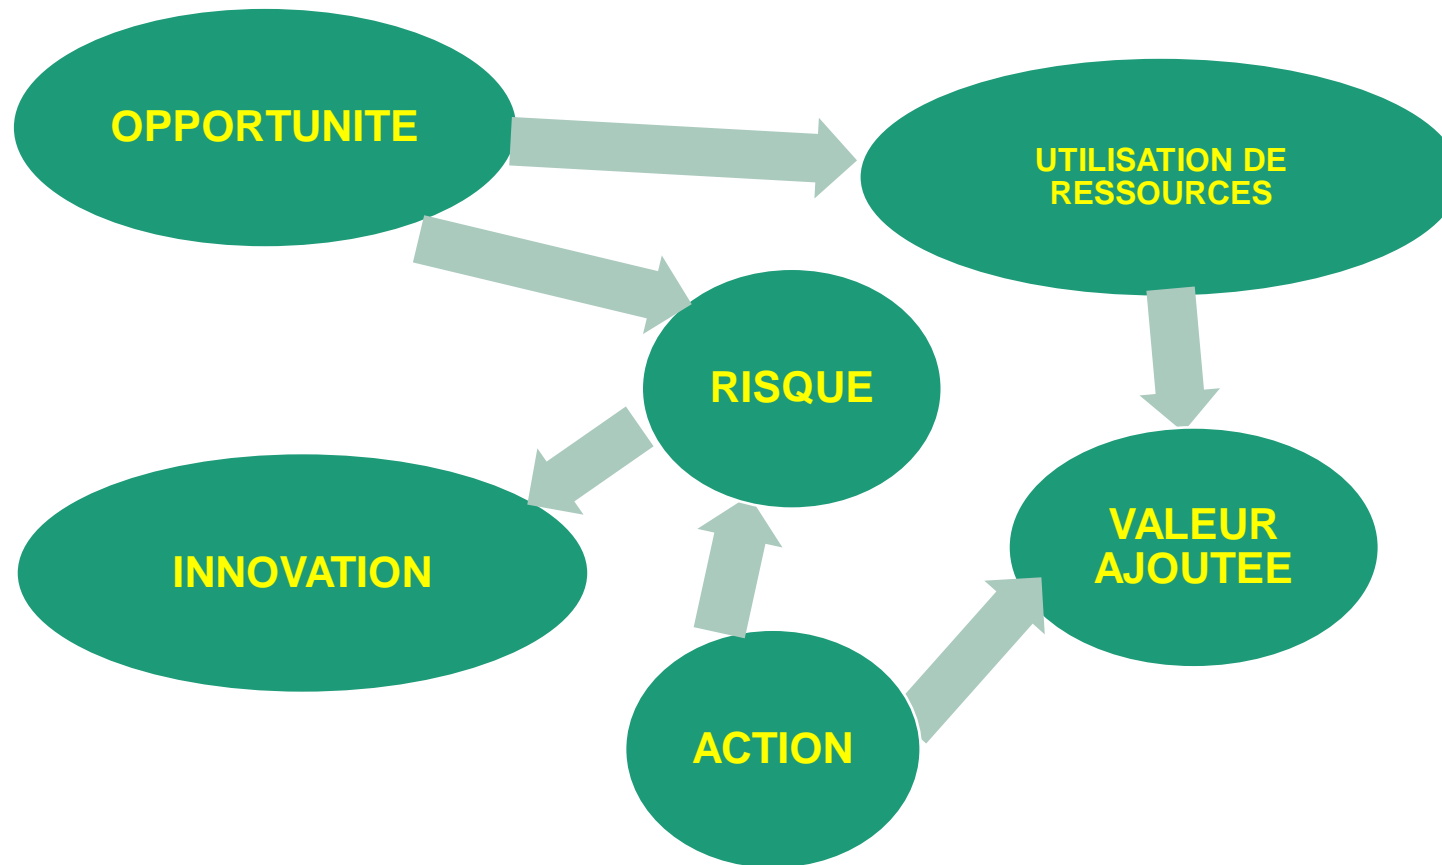 OPPORTUNITE
UTILISATION DE
RESSOURCES
RISQUE
VALEUR
AJOUTEE
INNOVATION
ACTION